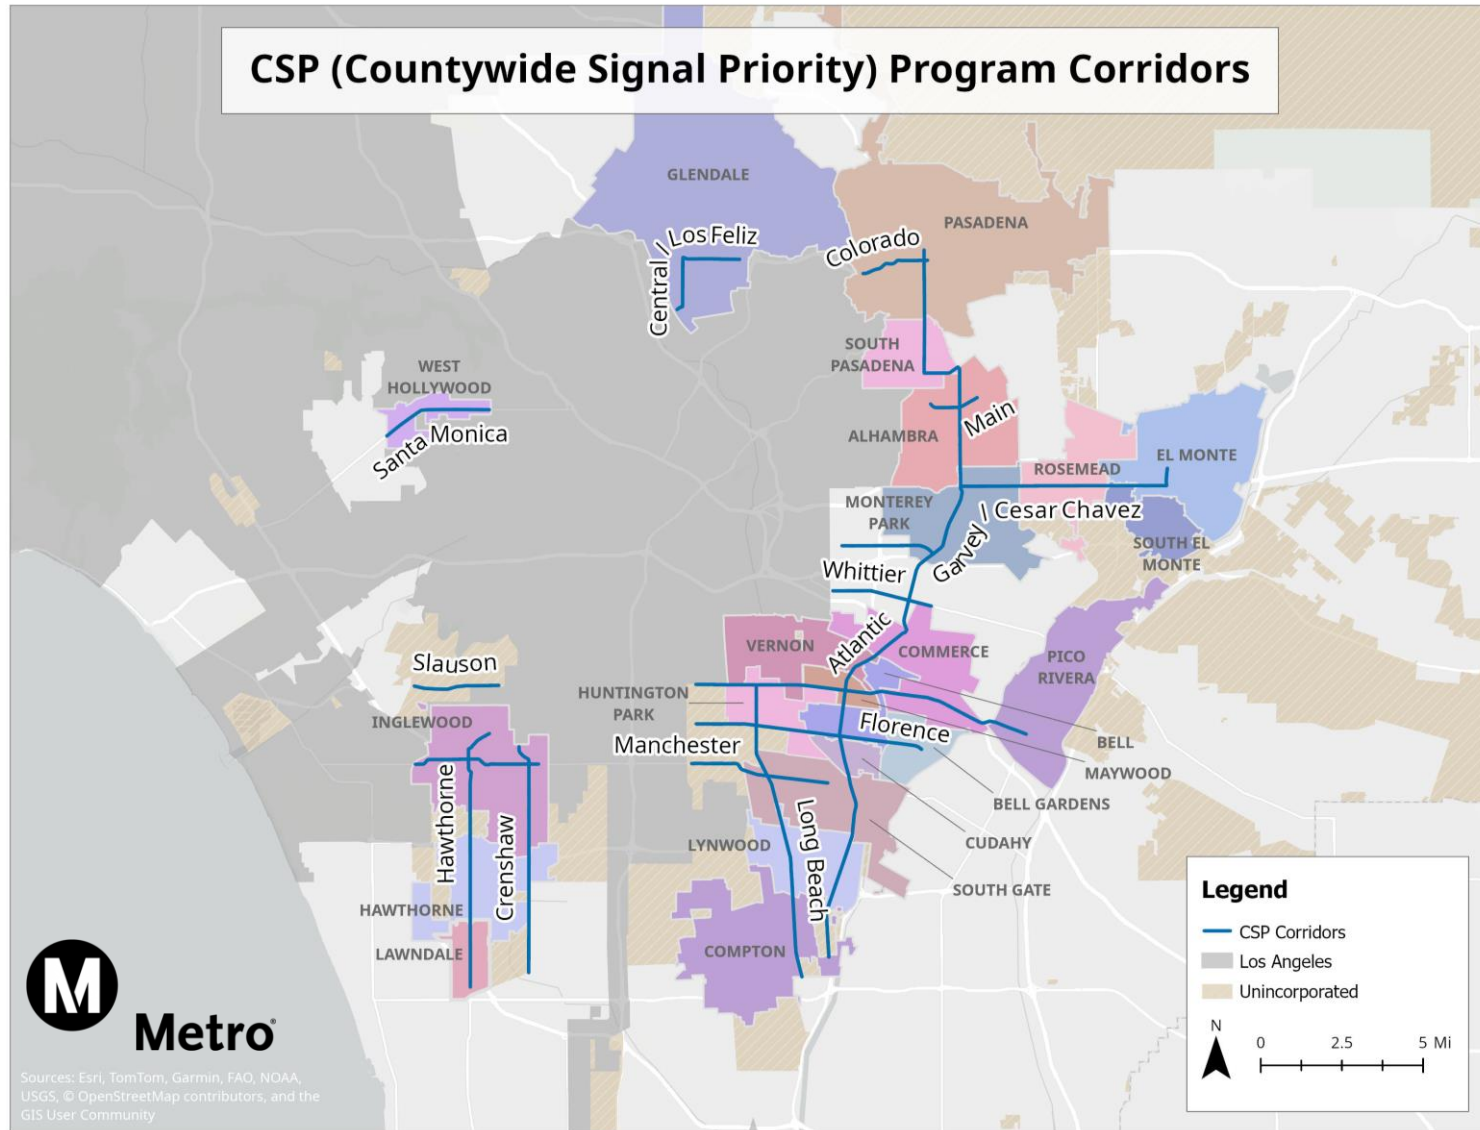 CSP (Countywide Signal Priority) Program Corridors
GLENDALE
PASADENA
Central | Los Feliz
Colorado
SOUTH
PASADENA
WEST
HOLLYWOOD
Santa Monica
Main
ALHAMBRA
ROSEMEAD
EL MONTE
MONTEREY
PARK
Garvey | Cesar Chavez
SOUTH EL
MONTE
Whittier
Atlantic
VERNON
COMMERCE
PICO
RIVERA
Slauson
HUNTINGTON
PARK
INGLEWOOD
Florence
Manchester
BELL
MAYWOOD
BELL GARDENS
Hawthorne
Crenshaw
Long Beach
LYNWOOD
CUDAHY
SOUTH GATE
HAWTHORNE
LAWNDALE
COMPTON
Legend
CSP Corridors
Los Angeles
Unincorporated
N
0 2.5 5 Mi
M
Metro®
Sources: Esri, TomTom, Garmin, FAO, NOAA,
USGS, © OpenStreetMap contributors, and the
GIS User Community